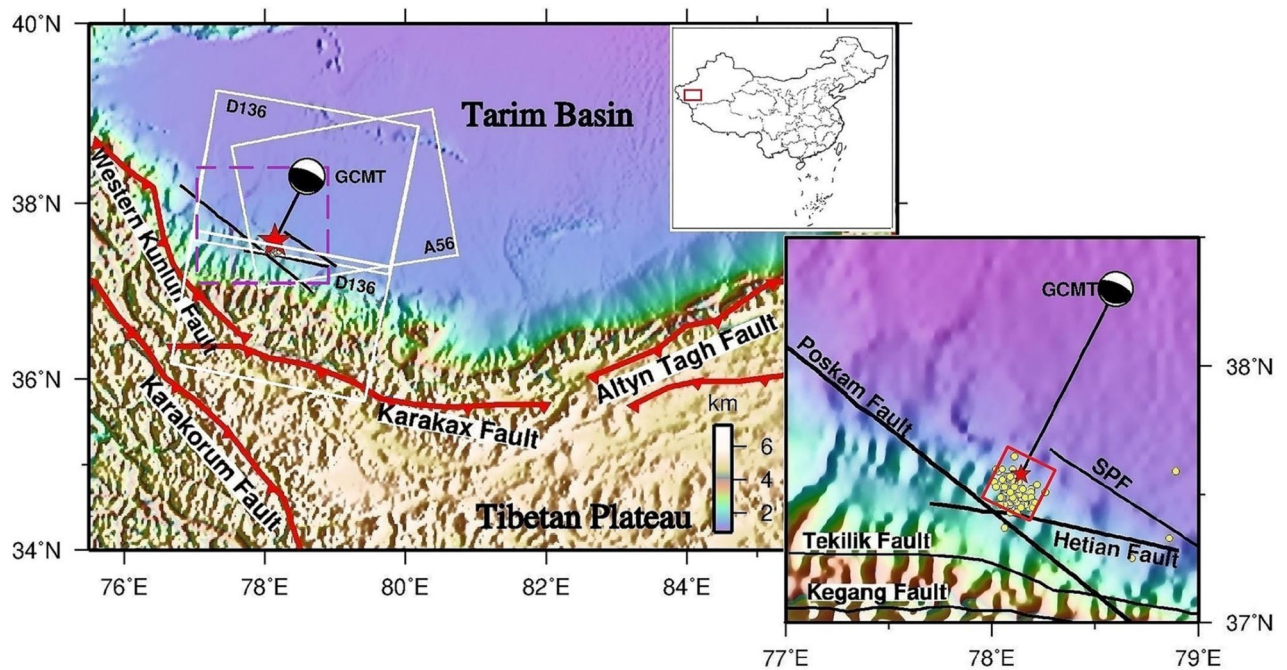 40°N
38°N
36°N
34°N
76°E
78°E
80°E
82°E
84°E
D136
Tarim Basin
GCMT
A56
D136
Western Kunlun Fault
Karakorum Fault
Karakax Fault
Altyn Tagh Fault
Tibetan Plateau
km
6
4
2
GCMT
Poskam Fault
SPF
Hetian Fault
Tekilik Fault
Kegang Fault
38°N
37°N
77°E
78°E
79°E